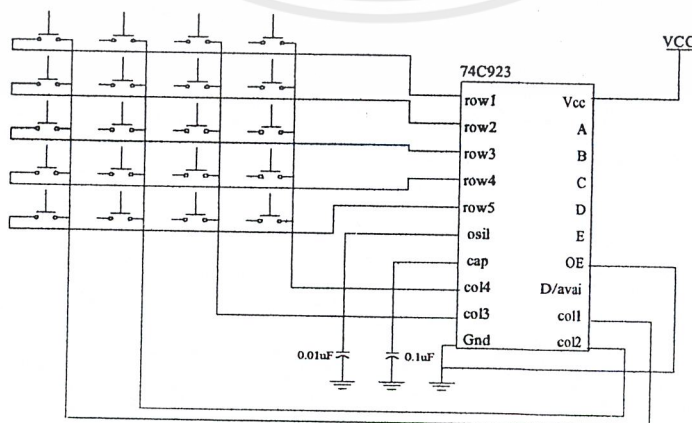 VCC
74C923
row1
Vcc
row2
A
row3
B
row4
C
row5
D
osil
E
cap
OE
col4
D/avai
col3
col1
Gnd
col2
0.01uF
0.1uF